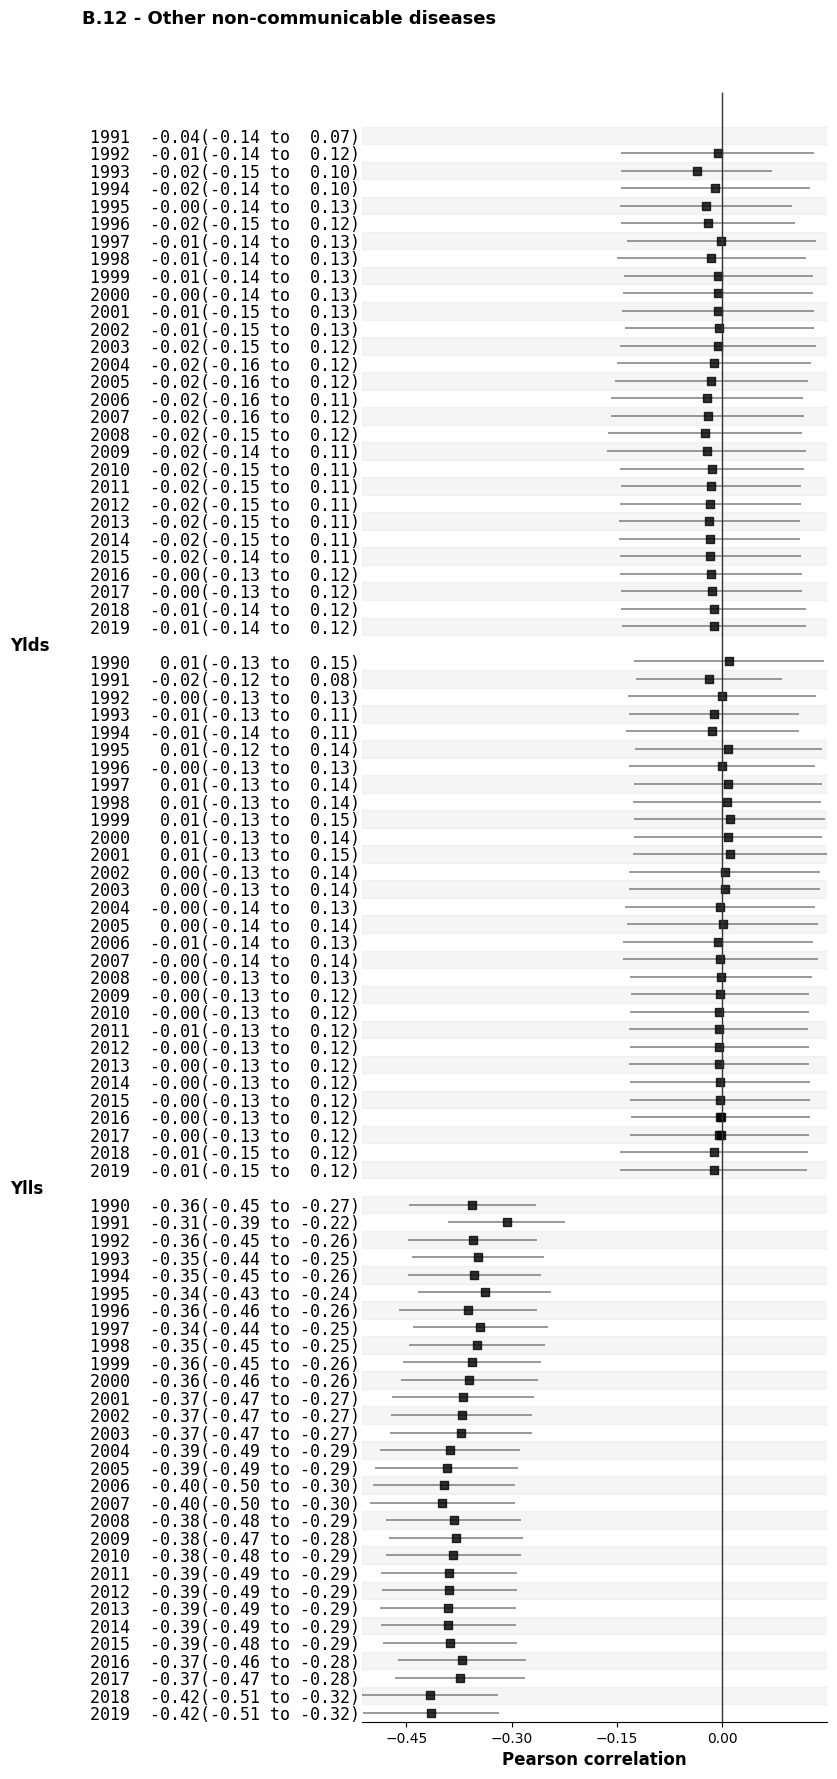 B.12 - Other non-communicable diseases
1991  -0.04(-0.14 to  0.07)
1992  -0.01(-0.14 to  0.12)
1993  -0.02(-0.15 to  0.10)
1994  -0.02(-0.14 to  0.10)
1995  -0.00(-0.14 to  0.13)
1996  -0.02(-0.15 to  0.12)
1997  -0.01(-0.14 to  0.13)
1998  -0.01(-0.14 to  0.13)
1999  -0.01(-0.14 to  0.13)
2000  -0.00(-0.14 to  0.13)
2001  -0.01(-0.15 to  0.13)
2002  -0.01(-0.15 to  0.13)
2003  -0.02(-0.15 to  0.12)
2004  -0.02(-0.16 to  0.12)
2005  -0.02(-0.16 to  0.12)
2006  -0.02(-0.16 to  0.11)
2007  -0.02(-0.16 to  0.12)
2008  -0.02(-0.15 to  0.12)
2009  -0.02(-0.14 to  0.11)
2010  -0.02(-0.15 to  0.11)
2011  -0.02(-0.15 to  0.11)
2012  -0.02(-0.15 to  0.11)
2013  -0.02(-0.15 to  0.11)
2014  -0.02(-0.15 to  0.11)
2015  -0.02(-0.14 to  0.11)
2016  -0.00(-0.13 to  0.12)
2017  -0.00(-0.13 to  0.12)
2018  -0.01(-0.14 to  0.12)
2019  -0.01(-0.14 to  0.12)
Ylds
1990   0.01(-0.13 to  0.15)
1991  -0.02(-0.12 to  0.08)
1992  -0.00(-0.13 to  0.13)
1993  -0.01(-0.13 to  0.11)
1994  -0.01(-0.14 to  0.11)
1995   0.01(-0.12 to  0.14)
1996  -0.00(-0.13 to  0.13)
1997   0.01(-0.13 to  0.14)
1998   0.01(-0.13 to  0.14)
1999   0.01(-0.13 to  0.15)
2000   0.01(-0.13 to  0.14)
2001   0.01(-0.13 to  0.15)
2002   0.00(-0.13 to  0.14)
2003   0.00(-0.13 to  0.14)
2004  -0.00(-0.14 to  0.13)
2005   0.00(-0.14 to  0.14)
2006  -0.01(-0.14 to  0.13)
2007  -0.00(-0.14 to  0.14)
2008  -0.00(-0.13 to  0.13)
2009  -0.00(-0.13 to  0.12)
2010  -0.00(-0.13 to  0.12)
2011  -0.01(-0.13 to  0.12)
2012  -0.00(-0.13 to  0.12)
2013  -0.00(-0.13 to  0.12)
2014  -0.00(-0.13 to  0.12)
2015  -0.00(-0.13 to  0.12)
2016  -0.00(-0.13 to  0.12)
2017  -0.00(-0.13 to  0.12)
2018  -0.01(-0.15 to  0.12)
2019  -0.01(-0.15 to  0.12)
Ylls
1990  -0.36(-0.45 to -0.27)
1991  -0.31(-0.39 to -0.22)
1992  -0.36(-0.45 to -0.26)
1993  -0.35(-0.44 to -0.25)
1994  -0.35(-0.45 to -0.26)
1995  -0.34(-0.43 to -0.24)
1996  -0.36(-0.46 to -0.26)
1997  -0.34(-0.44 to -0.25)
1998  -0.35(-0.45 to -0.25)
1999  -0.36(-0.45 to -0.26)
2000  -0.36(-0.46 to -0.26)
2001  -0.37(-0.47 to -0.27)
2002  -0.37(-0.47 to -0.27)
2003  -0.37(-0.47 to -0.27)
2004  -0.39(-0.49 to -0.29)
2005  -0.39(-0.49 to -0.29)
2006  -0.40(-0.50 to -0.30)
2007  -0.40(-0.50 to -0.30)
2008  -0.38(-0.48 to -0.29)
2009  -0.38(-0.47 to -0.28)
2010  -0.38(-0.48 to -0.29)
2011  -0.39(-0.49 to -0.29)
2012  -0.39(-0.49 to -0.29)
2013  -0.39(-0.49 to -0.29)
2014  -0.39(-0.49 to -0.29)
2015  -0.39(-0.48 to -0.29)
2016  -0.37(-0.46 to -0.28)
2017  -0.37(-0.47 to -0.28)
2018  -0.42(-0.51 to -0.32)
2019  -0.42(-0.51 to -0.32)
−0.45 −0.30 −0.15 0.00
Pearson correlation